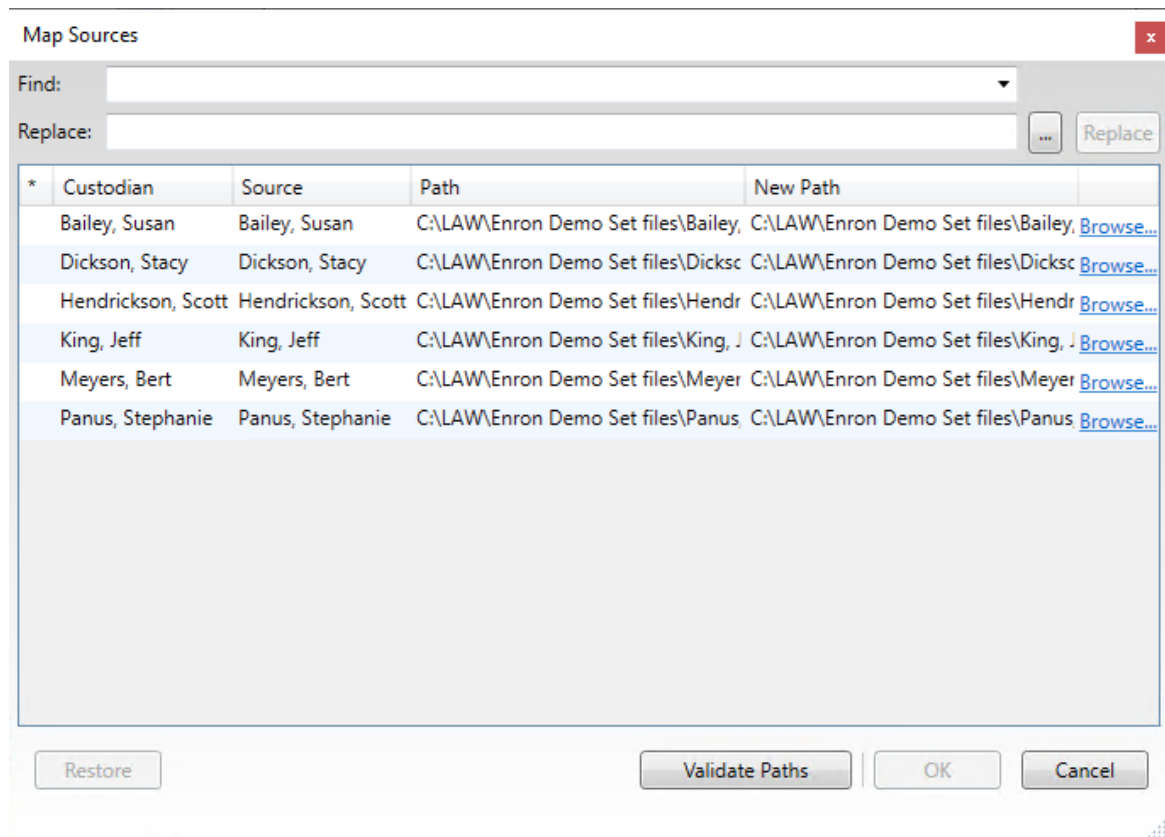 Map Sources x
Find:
Replace: ... Replace
* Custodian Source Path New Path
Bailey, Susan Bailey, Susan C:\LAW\Enron Demo Set files\Bailey, C:\LAW\Enron Demo Set files\Bailey, Browse...
Dickson, Stacy Dickson, Stacy C:\LAW\Enron Demo Set files\Dicksc C:\LAW\Enron Demo Set files\Dicksc Browse...
Hendrickson, Scott Hendrickson, Scott C:\LAW\Enron Demo Set files\Hendr C:\LAW\Enron Demo Set files\Hendr Browse...
King, Jeff King, Jeff C:\LAW\Enron Demo Set files\King, J C:\LAW\Enron Demo Set files\King, J Browse...
Meyers, Bert Meyers, Bert C:\LAW\Enron Demo Set files\Meyer C:\LAW\Enron Demo Set files\Meyer Browse...
Panus, Stephanie Panus, Stephanie C:\LAW\Enron Demo Set files\Panus, C:\LAW\Enron Demo Set files\Panus, Browse...
Restore Validate Paths OK Cancel